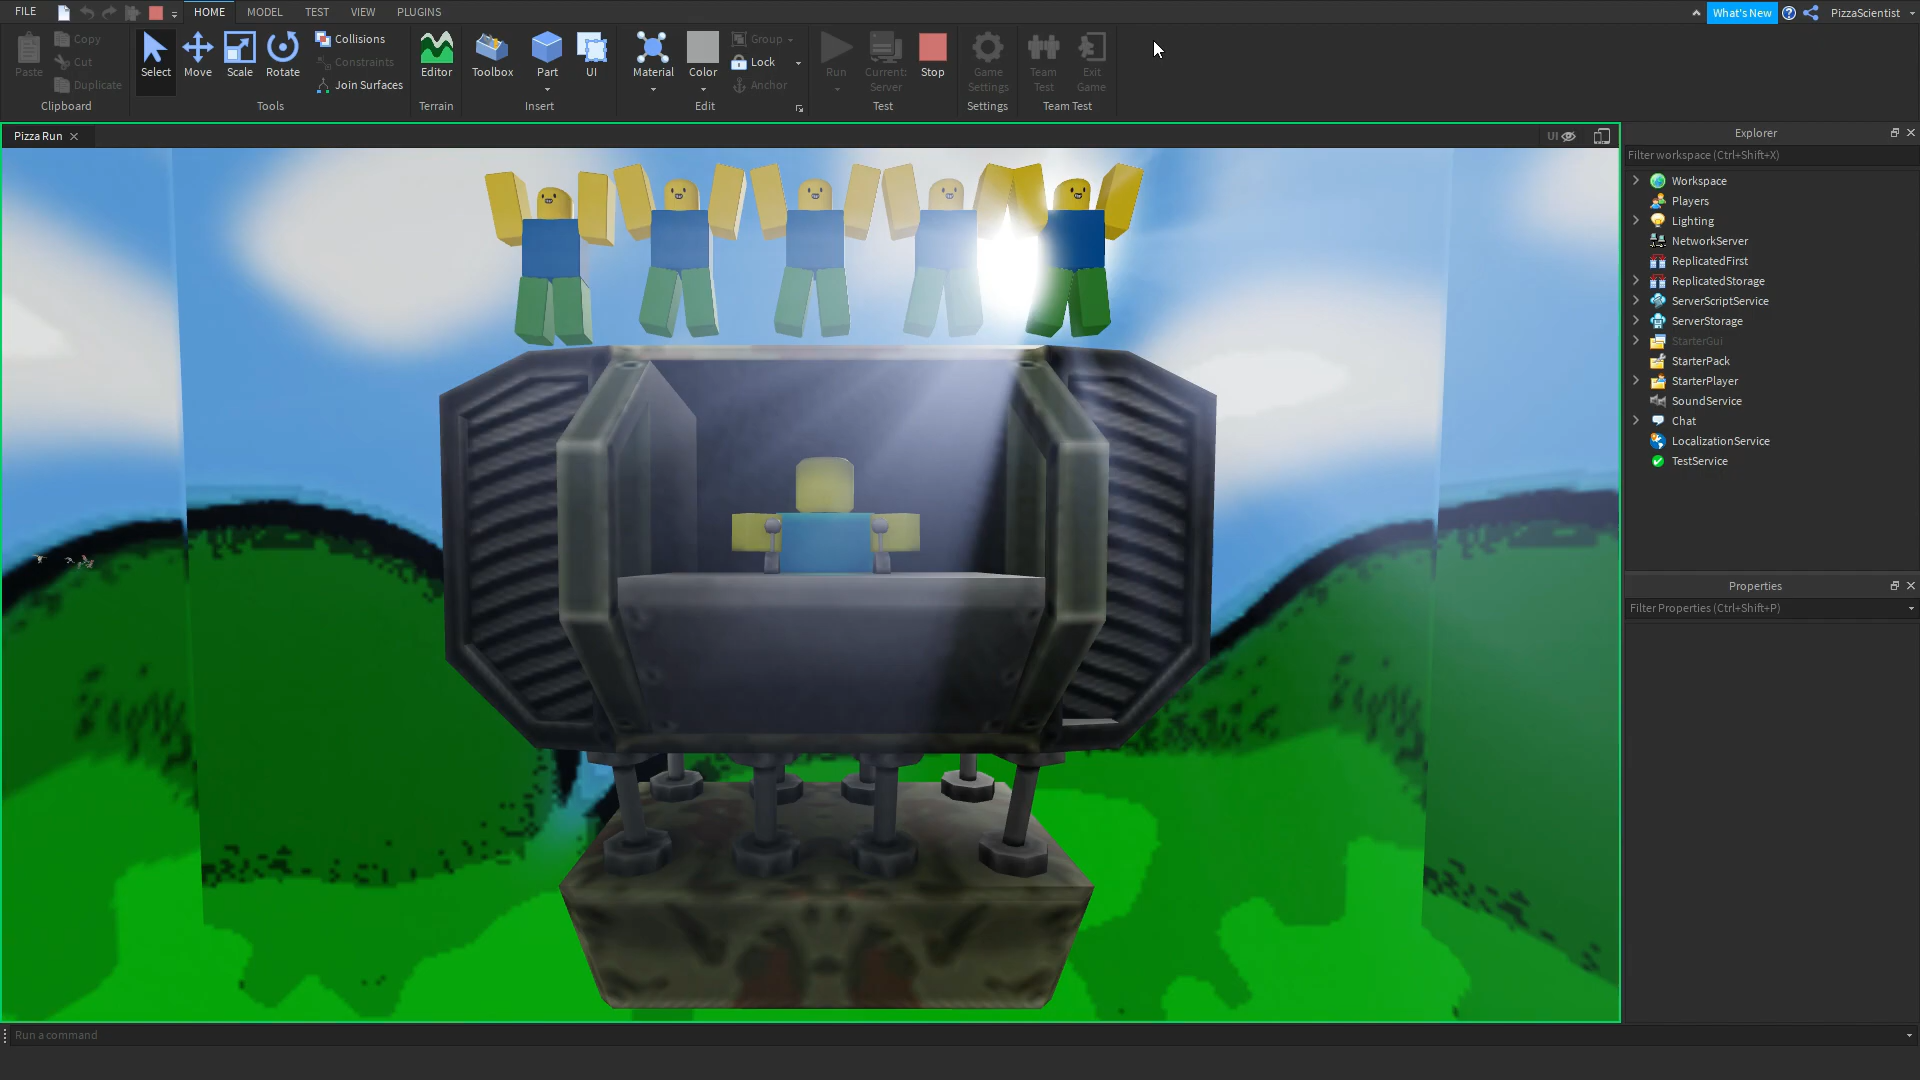 FILE HOME MODEL TEST VIEW PLUGINS What's New PizzaScientist
Paste Copy Cut Duplicate
Clipboard
Select Move Scale Rotate Collisions Constraints Join Surfaces
Tools
Editor
Terrain
Toolbox Part UI
Insert
Material Color Group Lock Anchor
Edit
Run Current: Server Stop
Test
Game Settings
Settings
Team Test Exit Game
Team Test
Pizza Run
UI
Explorer
Filter workspace (Ctrl+Shift+X)
Workspace
Players
Lighting
NetworkServer
ReplicatedFirst
ReplicatedStorage
ServerScriptService
ServerStorage
StarterGui
StarterPack
StarterPlayer
SoundService
Chat
LocalizationService
TestService
Properties
Filter Properties (Ctrl+Shift+P)
Run a command